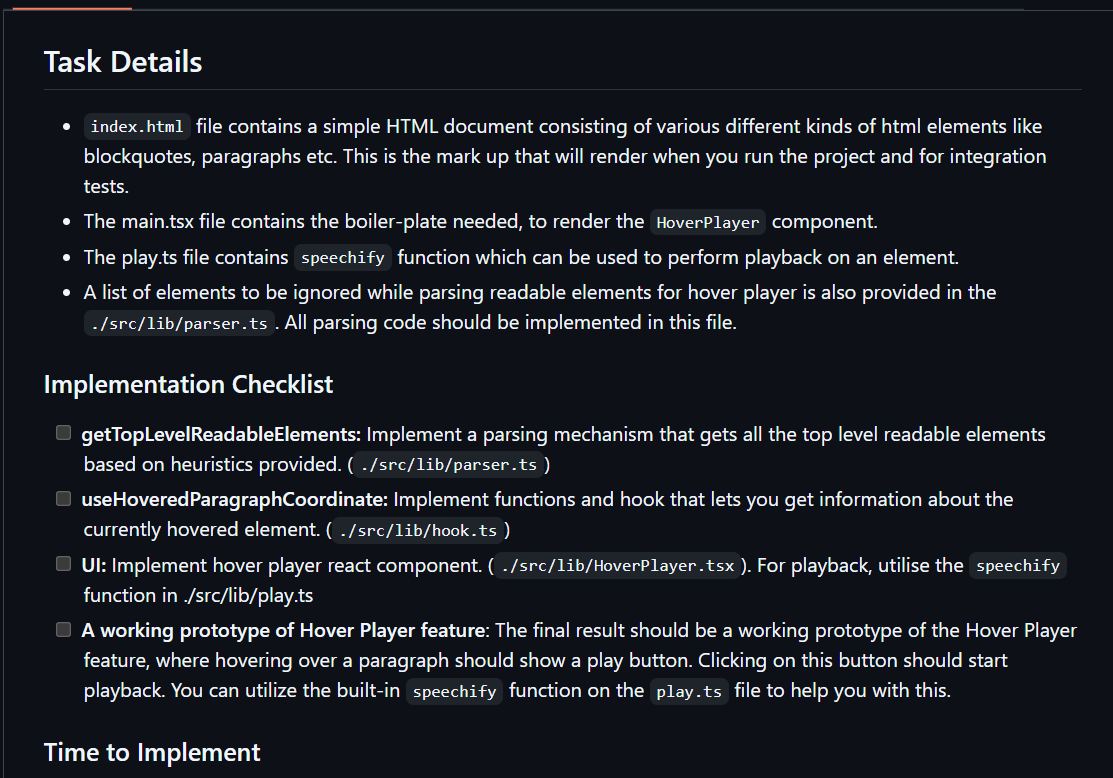 Task Details
index.html file contains a simple HTML document consisting of various different kinds of html elements like
blockquotes, paragraphs etc. This is the mark up that will render when you run the project and for integration
tests.
The main.tsx file contains the boiler-plate needed, to render the HoverPlayer component.
The play.ts file contains speechify function which can be used to perform playback on an element.
A list of elements to be ignored while parsing readable elements for hover player is also provided in the
./src/lib/parser.ts. All parsing code should be implemented in this file.
Implementation Checklist
getTopLevelReadableElements: Implement a parsing mechanism that gets all the top level readable elements
based on heuristics provided. (./src/lib/parser.ts)
useHoveredParagraphCoordinate: Implement functions and hook that lets you get information about the
currently hovered element. (./src/lib/hook.ts)
UI: Implement hover player react component. (./src/lib/HoverPlayer.tsx). For playback, utilise the speechify
function in ./src/lib/play.ts
A working prototype of Hover Player feature: The final result should be a working prototype of the Hover Player
feature, where hovering over a paragraph should show a play button. Clicking on this button should start
playback. You can utilize the built-in speechify function on the play.ts file to help you with this.
Time to Implement